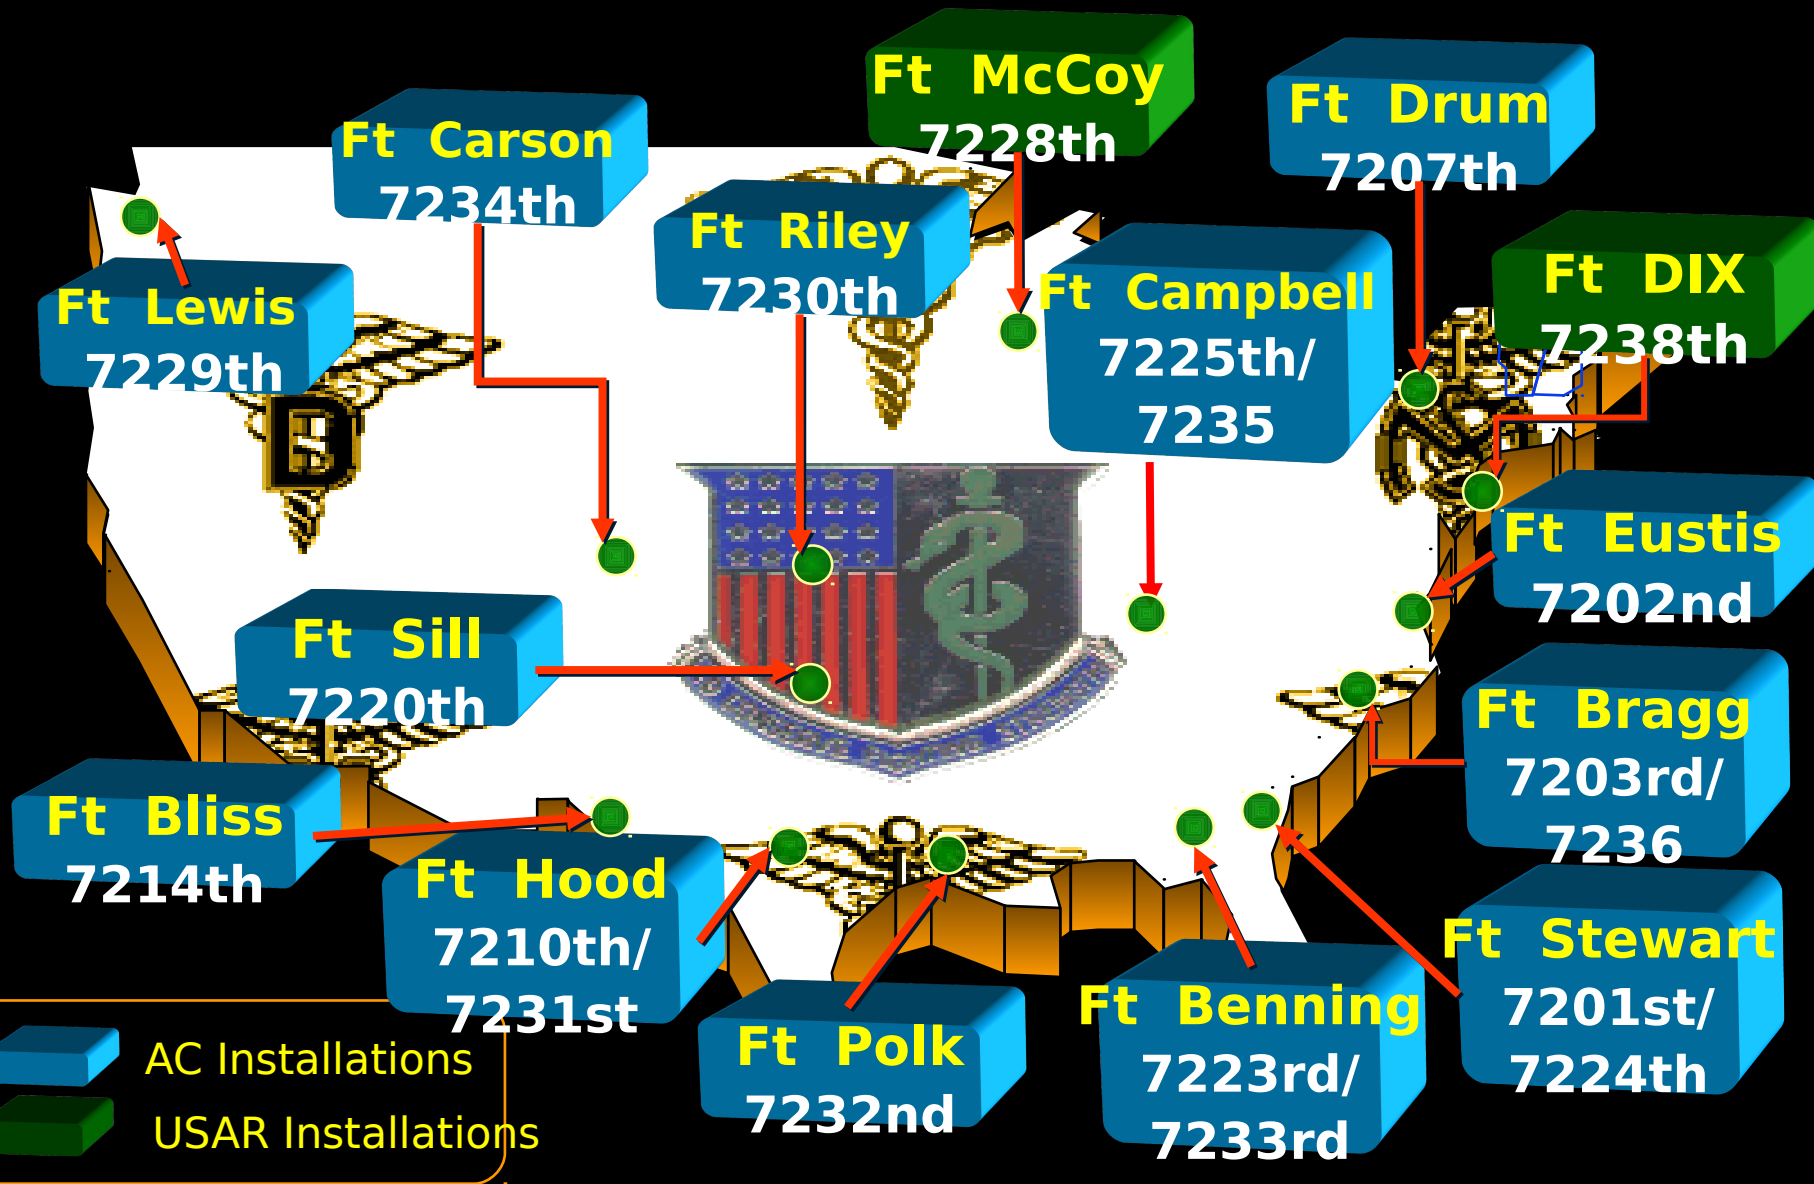 Ft McCoy
7228th
Ft Drum
7207th
Ft Carson
7234th
Ft Riley
7230th
Ft DIX
7238th
Ft Lewis
7229th
Ft Campbell
7225th/
7235
Ft Eustis
7202nd
Ft Sill
7220th
Ft Bragg
7203rd/
7236
Ft Bliss
7214th
Ft Hood
7210th/
7231st
Ft Stewart
7201st/
7224th
Ft Polk
7232nd
Ft Benning
7223rd/
7233rd
AC Installations
USAR Installations
B